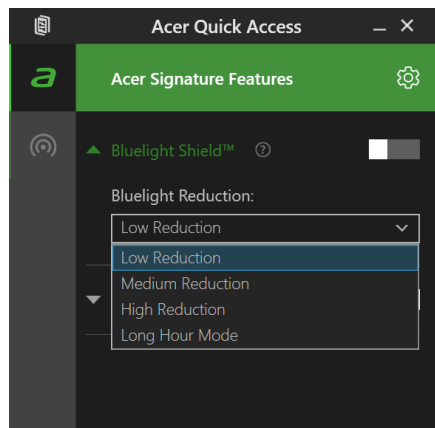 Acer Quick Access
Acer Signature Features
Bluelight Shield™
Bluelight Reduction:
Low Reduction
Low Reduction
Medium Reduction
High Reduction
Long Hour Mode